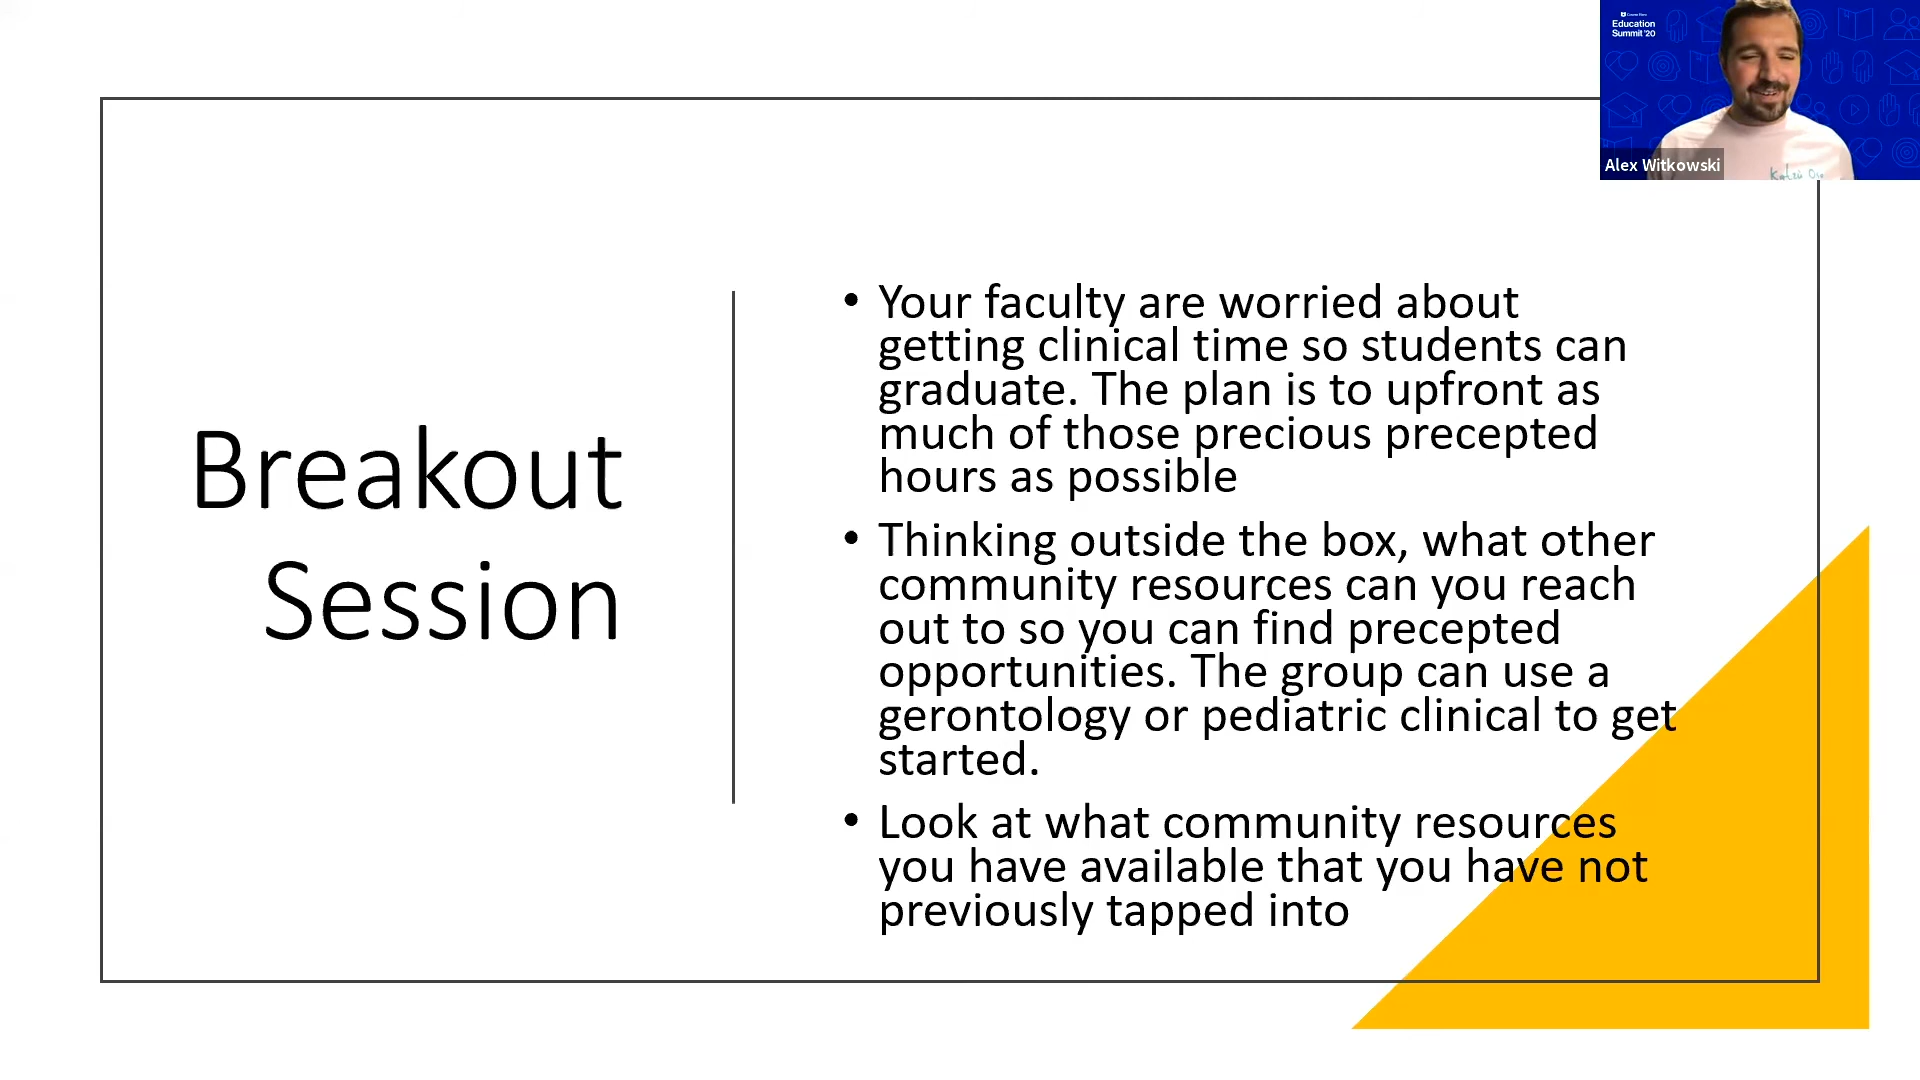 Course Hero
Education
Summit '20
Alex Witkowski
Breakout
Session
• Your faculty are worried about
getting clinical time so students can
graduate. The plan is to upfront as
much of those precious precepted
hours as possible
• Thinking outside the box, what other
community resources can you reach
out to so you can find precepted
opportunities. The group can use a
gerontology or pediatric clinical to get
started.
• Look at what community resources
you have available that you have not
previously tapped into